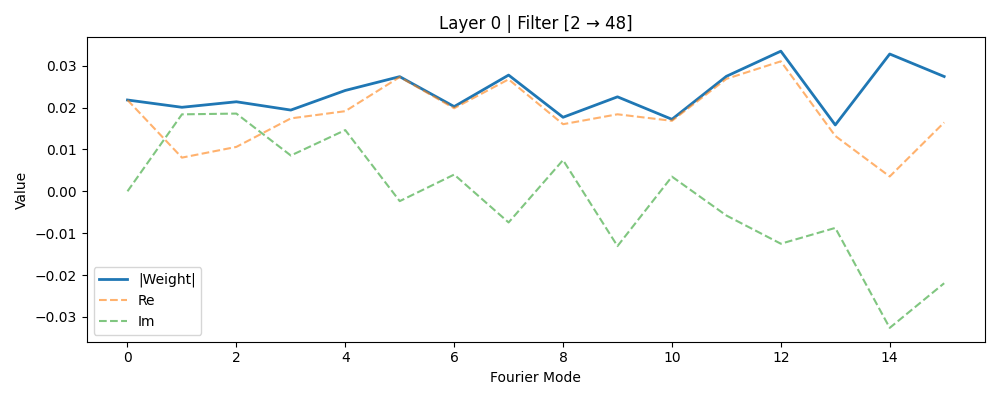 Layer 0 | Filter [2 → 48]
Value
0.03
0.02
0.01
0.00
−0.01
−0.02
−0.03
|Weight|
Re
Im
0 2 4 6 8 10 12 14
Fourier Mode